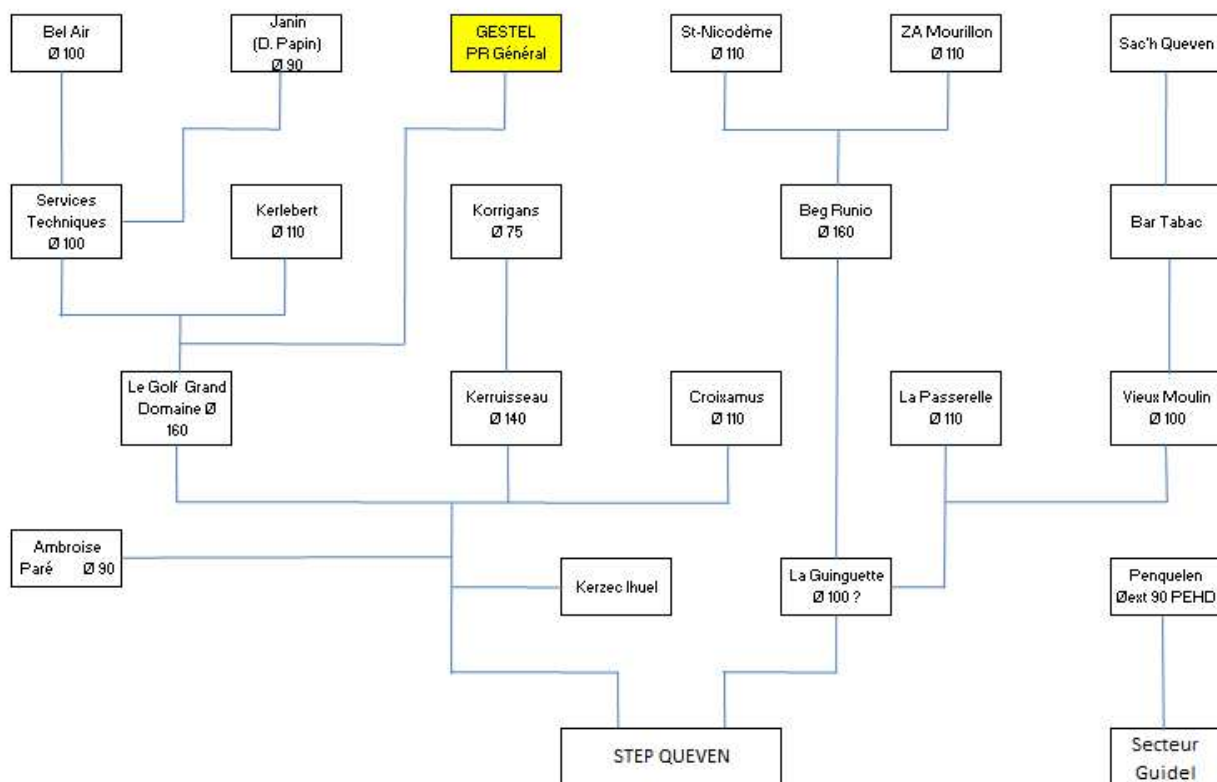 Bel Air
Ø 100
Janin
(D. Papin)
Ø 90
GESTEL
PR Général
St-Nicodème
Ø 110
ZA Mourillon
Ø 110
Sac'h Queven
Services
Techniques
Ø 100
Kerlebert
Ø 110
Korrigans
Ø 75
Beg Runio
Ø 160
Bar Tabac
Le Golf Grand
Domaine Ø
160
Kerruisseau
Ø 140
Croixamus
Ø 110
La Passerelle
Ø 110
Vieux Moulin
Ø 100
Ambroise
Paré Ø 90
Kerzec Ihuel
La Guinguette
Ø 100 ?
Penquelen
Øext 90 PEHD
STEP QUEVEN
Secteur
Guidel